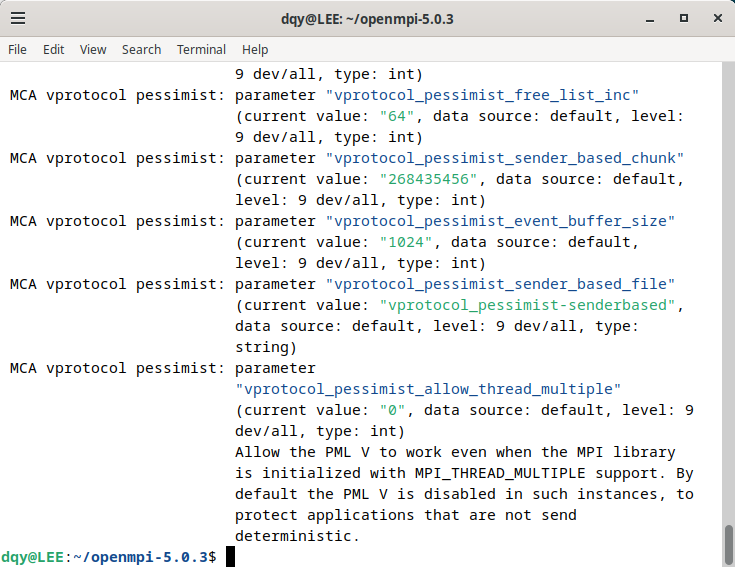 dqy@LEE: ~/openmpi-5.0.3
File Edit View Search Terminal Help
9 dev/all, type: int)
MCA vprotocol pessimist: parameter "vprotocol_pessimist_free_list_inc"
(current value: "64", data source: default, level:
9 dev/all, type: int)
MCA vprotocol pessimist: parameter "vprotocol_pessimist_sender_based_chunk"
(current value: "268435456", data source: default,
level: 9 dev/all, type: int)
MCA vprotocol pessimist: parameter "vprotocol_pessimist_event_buffer_size"
(current value: "1024", data source: default,
level: 9 dev/all, type: int)
MCA vprotocol pessimist: parameter "vprotocol_pessimist_sender_based_file"
(current value: "vprotocol_pessimist-senderbased",
data source: default, level: 9 dev/all, type:
string)
MCA vprotocol pessimist: parameter
"vprotocol_pessimist_allow_thread_multiple"
(current value: "0", data source: default, level: 9
dev/all, type: int)
Allow the PML V to work even when the MPI library
is initialized with MPI_THREAD_MULTIPLE support. By
default the PML V is disabled in such instances, to
protect applications that are not send
deterministic.
dqy@LEE:~/openmpi-5.0.3$